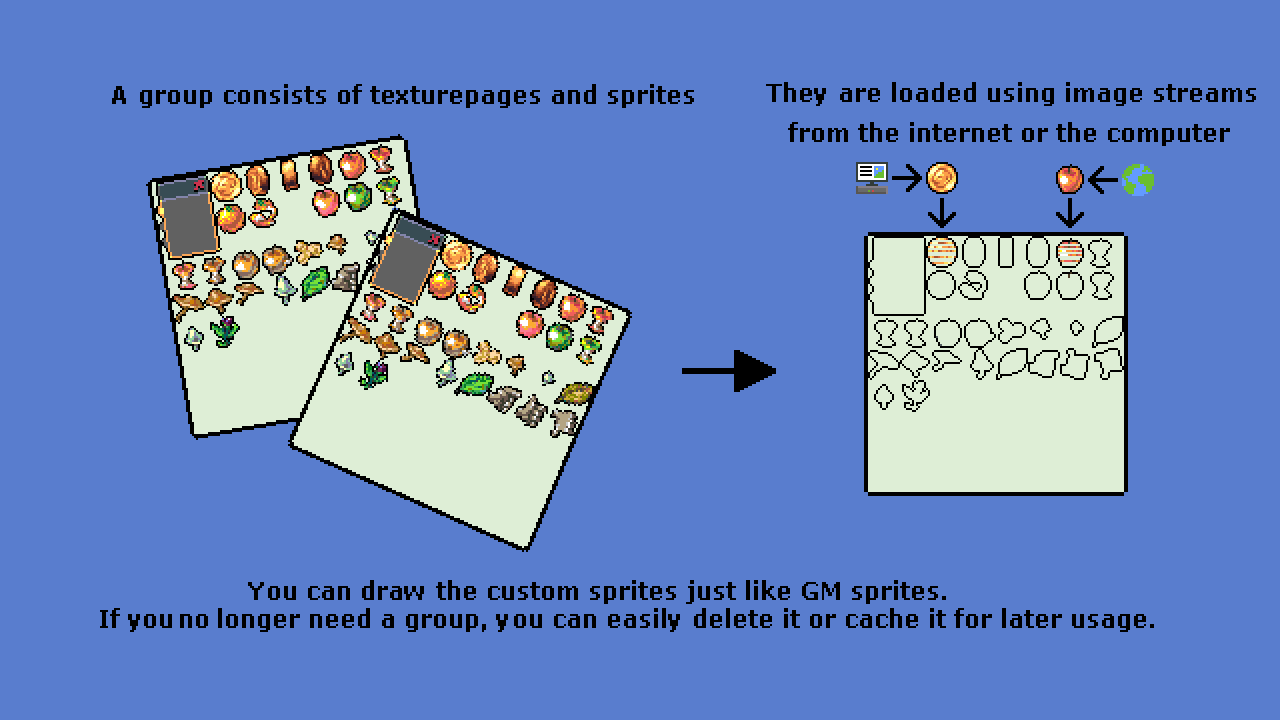 A group consists of texturepages and sprites
They are loaded using image streams
from the internet or the computer
You can draw the custom sprites just like GM sprites.
If you no longer need a group, you can easily delete it or cache it for later usage.